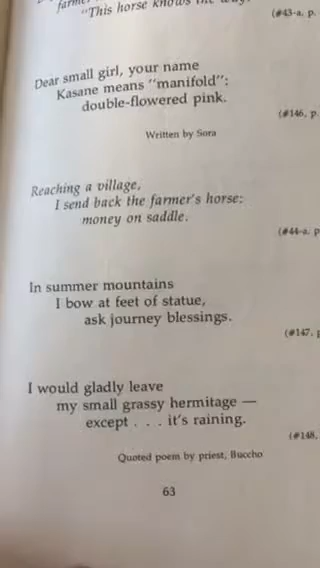 farmer
"This horse knows the way."
(#43-a, p.
Dear small girl, your name
Kasane means "manifold":
double-flowered pink.
(#146, p.
Written by Sora
Reaching a village,
I send back the farmer's horse:
money on saddle.
(#44-a, p
In summer mountains
I bow at feet of statue,
ask journey blessings.
(#147, p
I would gladly leave
my small grassy hermitage —
except . . . it's raining.
(#148,
Quoted poem by priest, Buccho
63